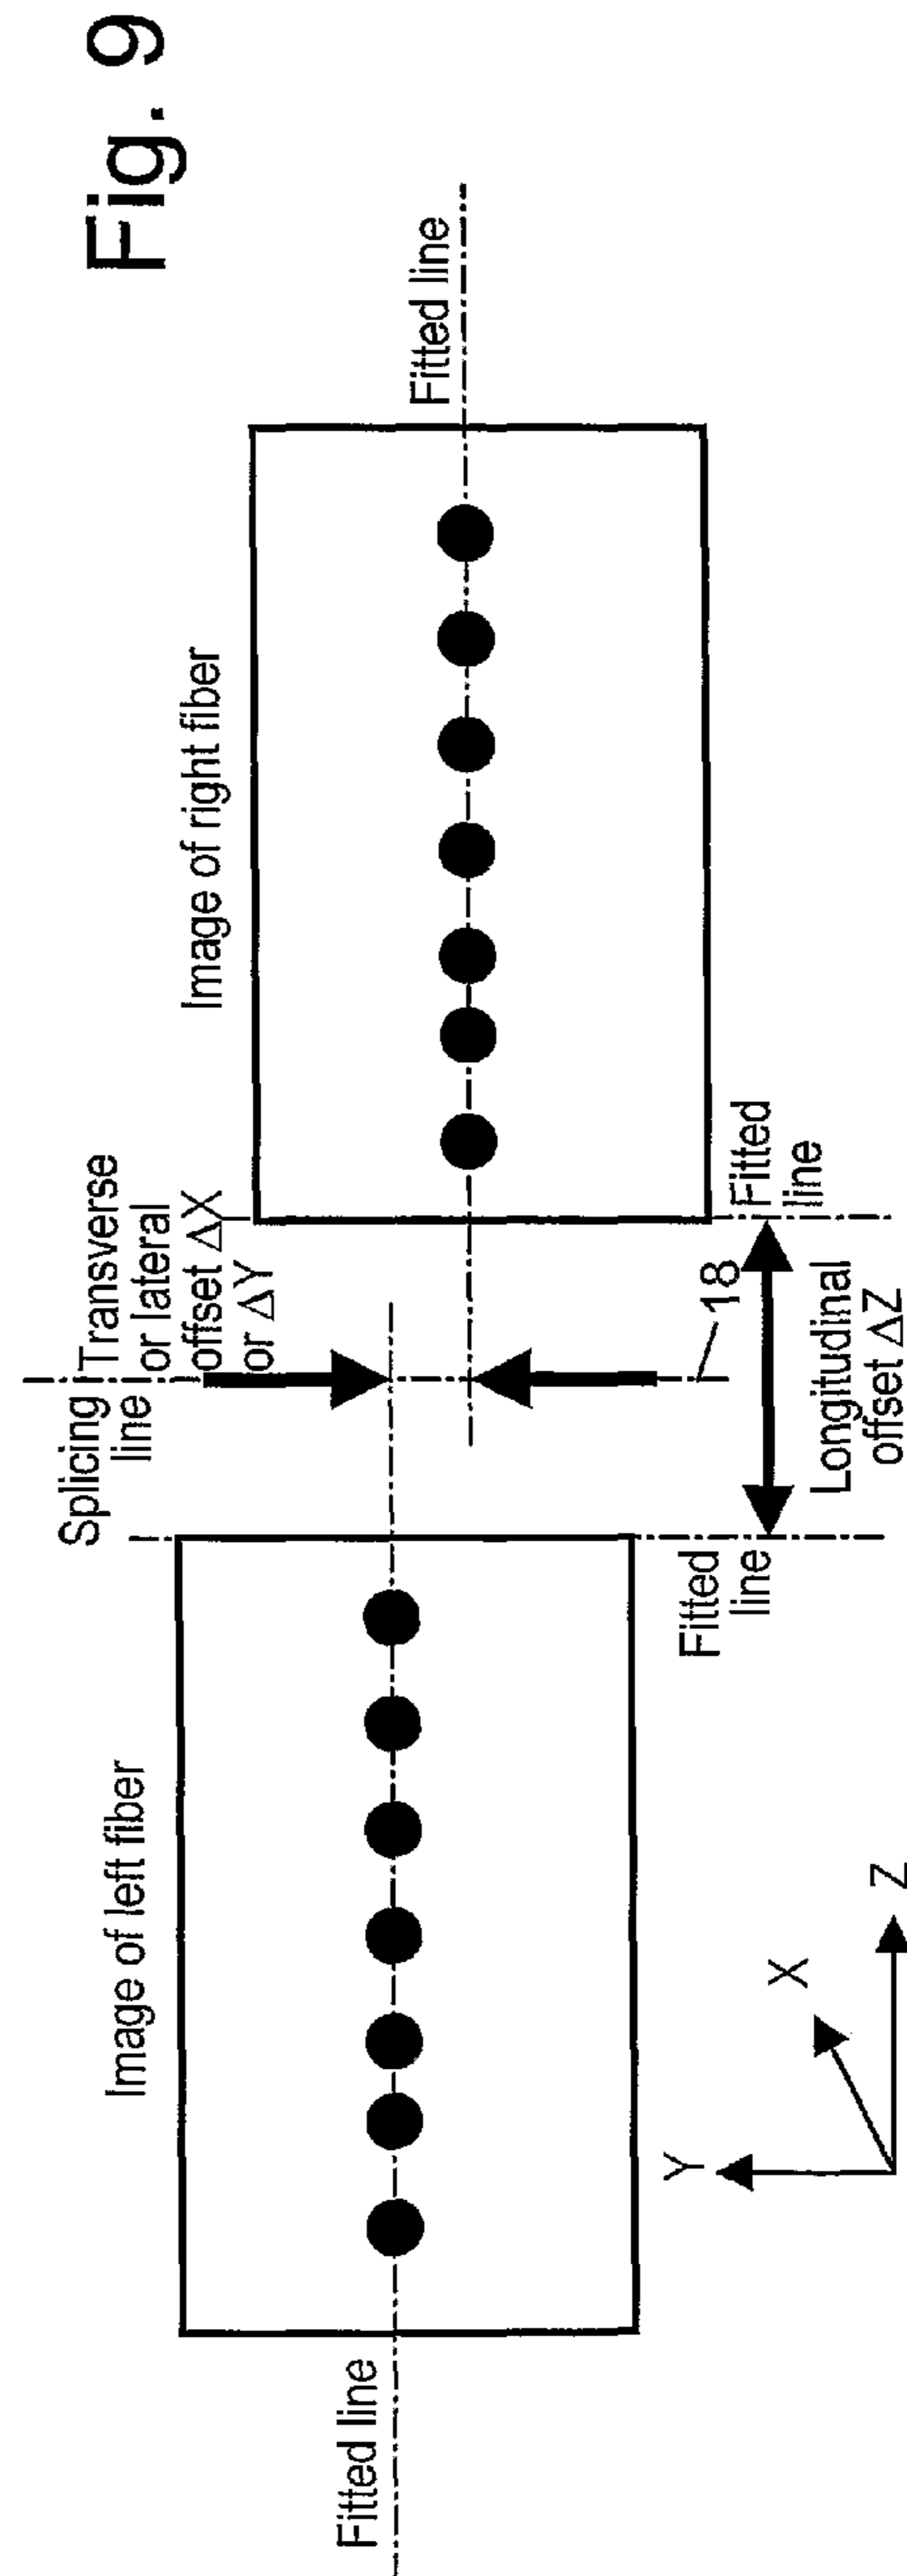 Fig. 9
Splicing
line
Transverse
or lateral
offset ΔX
or ΔY
Image of left fiber
Image of right fiber
Fitted line
Fitted line
18
Fitted
line
Fitted
line
Longitudinal
offset ΔZ
Y
X
Z